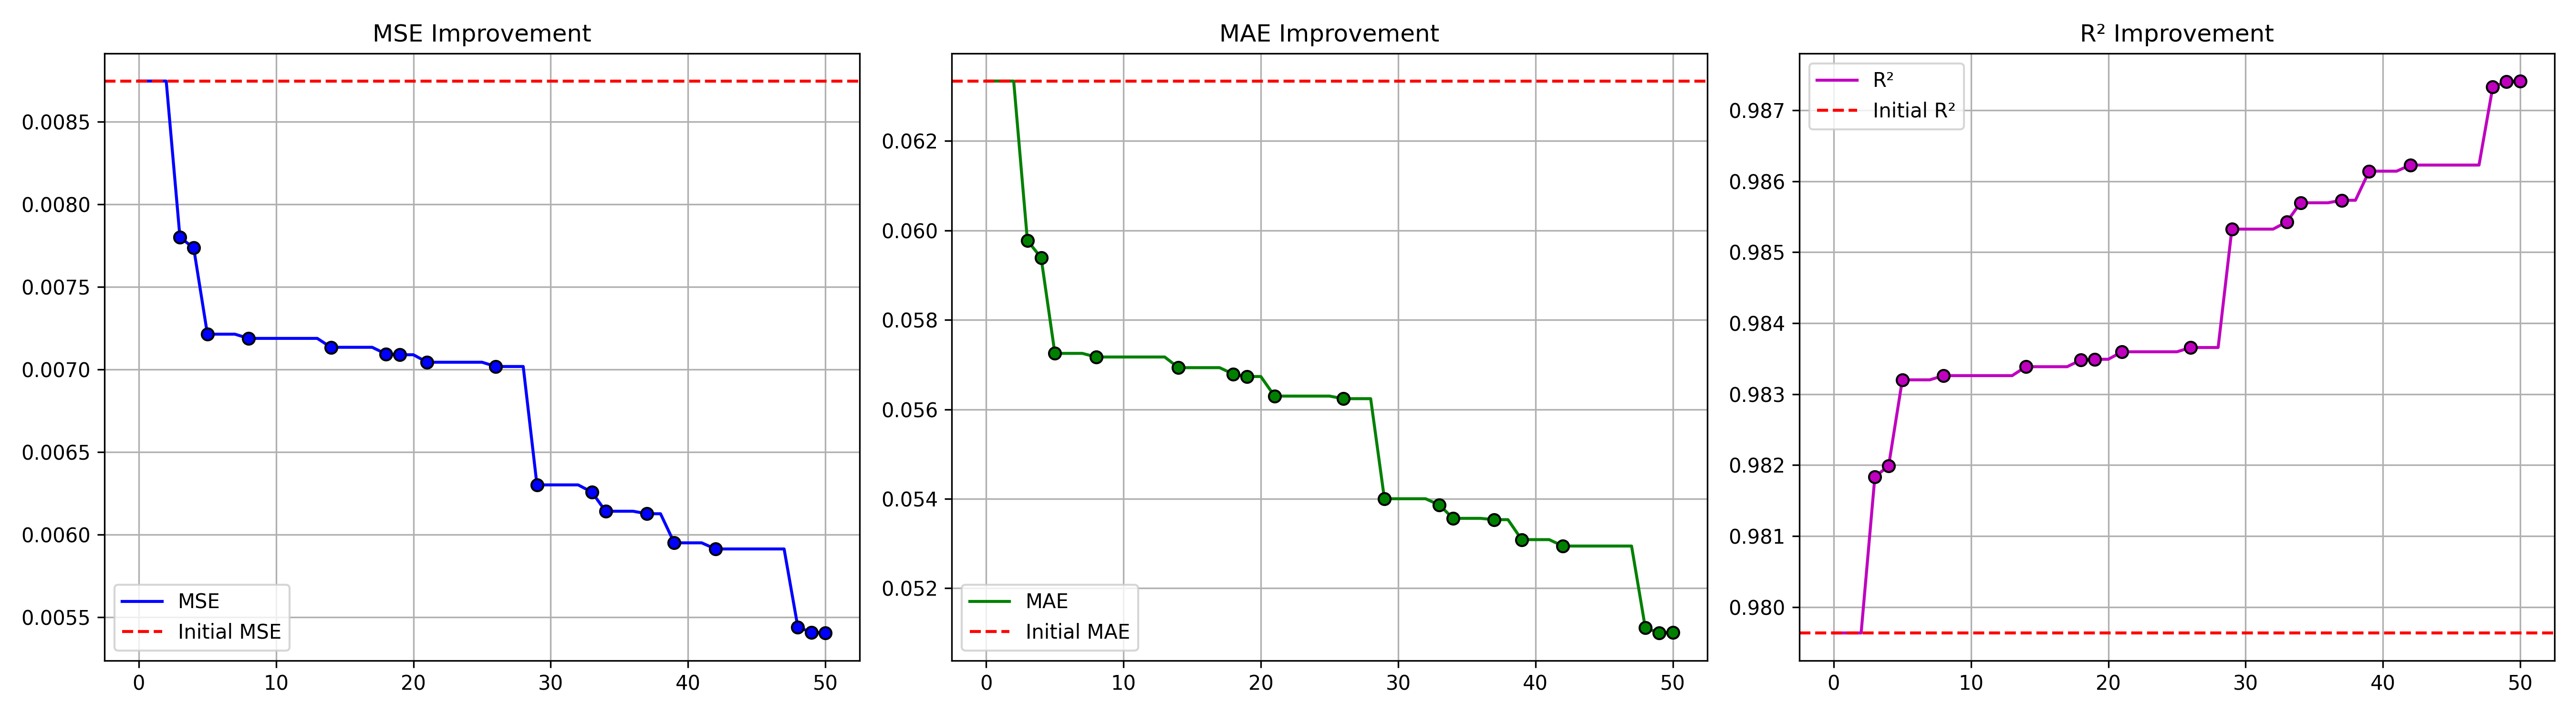 MSE Improvement
0.0085
0.0080
0.0075
0.0070
0.0065
0.0060
0.0055
MSE
Initial MSE
0 10 20 30 40 50
MAE Improvement
0.062
0.060
0.058
0.056
0.054
0.052
MAE
Initial MAE
0 10 20 30 40 50
R² Improvement
R²
Initial R²
0.987
0.986
0.985
0.984
0.983
0.982
0.981
0.980
0 10 20 30 40 50